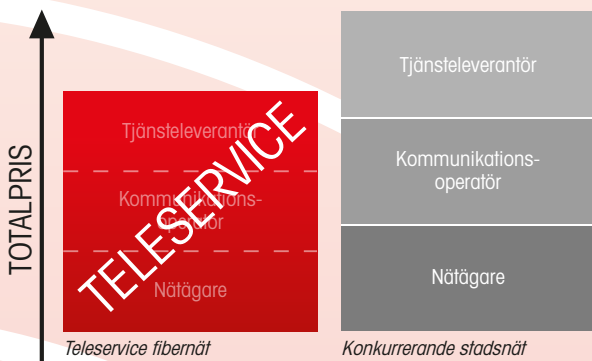 TOTALPRIS
Tjänsteleverantör
Kommunikations-
operatör
Nätägare
TELESERVICE
Teleservice fibernät
Tjänsteleverantör
Kommunikations-
operatör
Nätägare
Konkurrerande stadsnät